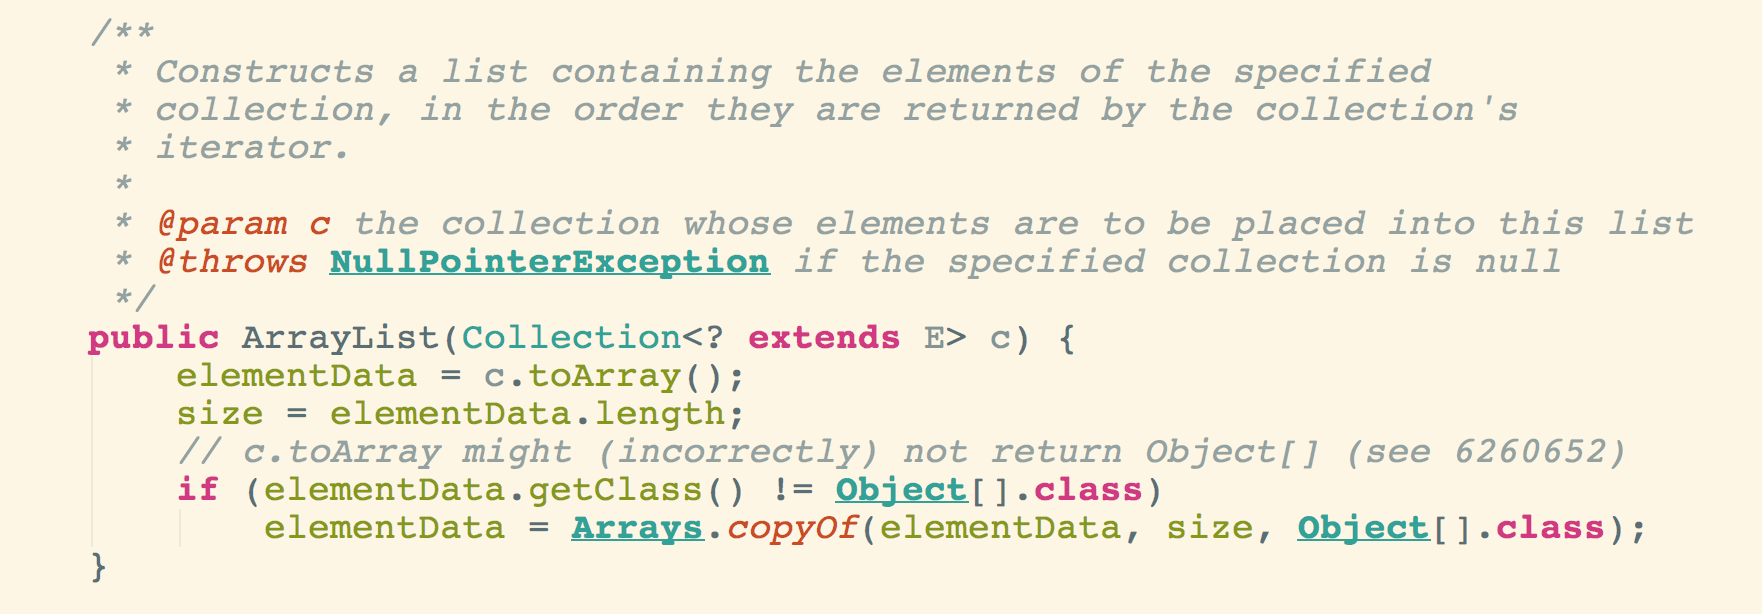 /**
 * Constructs a list containing the elements of the specified
 * collection, in the order they are returned by the collection's
 * iterator.
 *
 * @param c the collection whose elements are to be placed into this list
 * @throws NullPointerException if the specified collection is null
 */
public ArrayList(Collection<? extends E> c) {
    elementData = c.toArray();
    size = elementData.length;
    // c.toArray might (incorrectly) not return Object[] (see 6260652)
    if (elementData.getClass() != Object[].class)
        elementData = Arrays.copyOf(elementData, size, Object[].class);
}